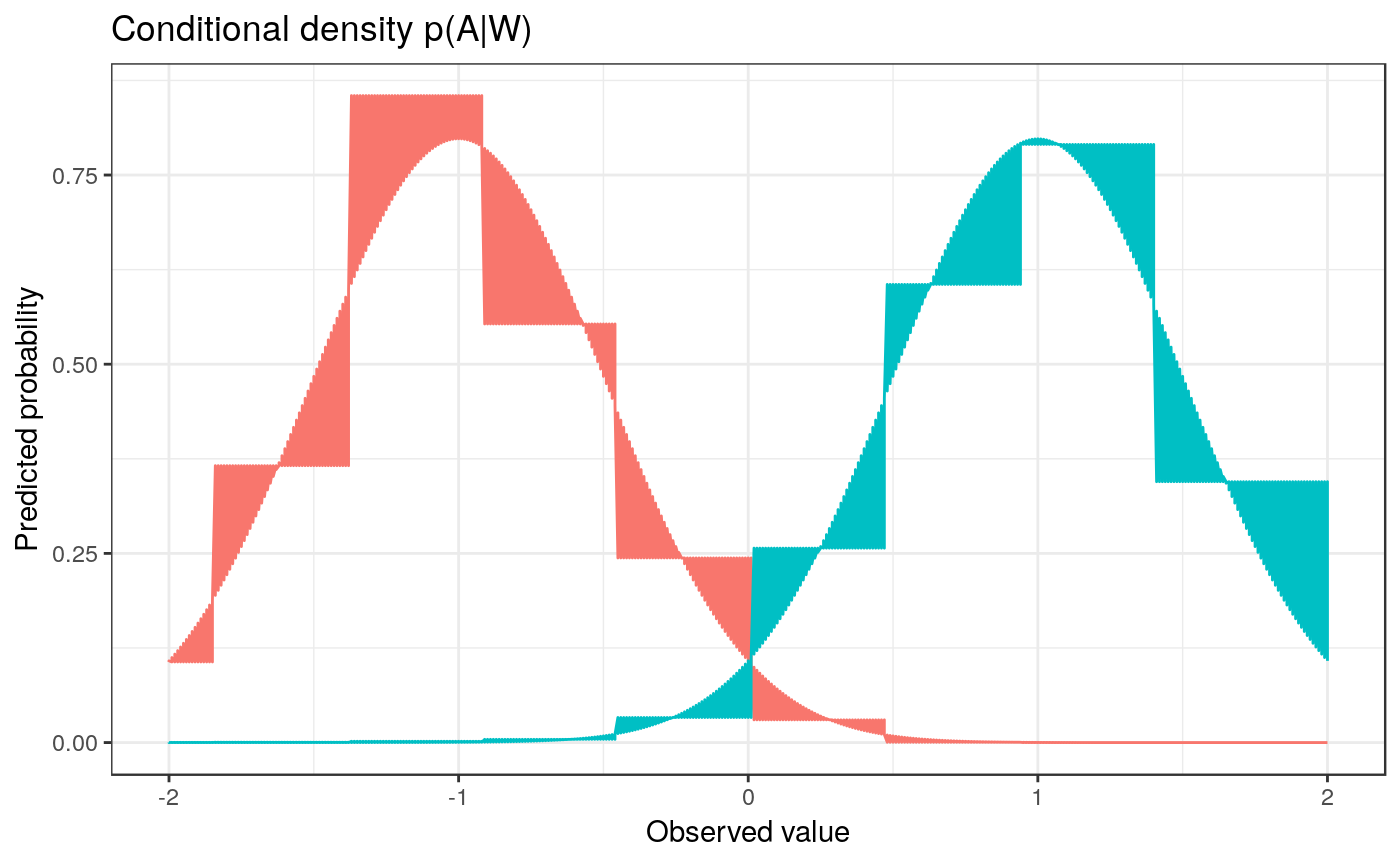 Conditional density p(A|W)
Predicted probability
0.75
0.50
0.25
0.00
-2 -1 0 1 2
Observed value